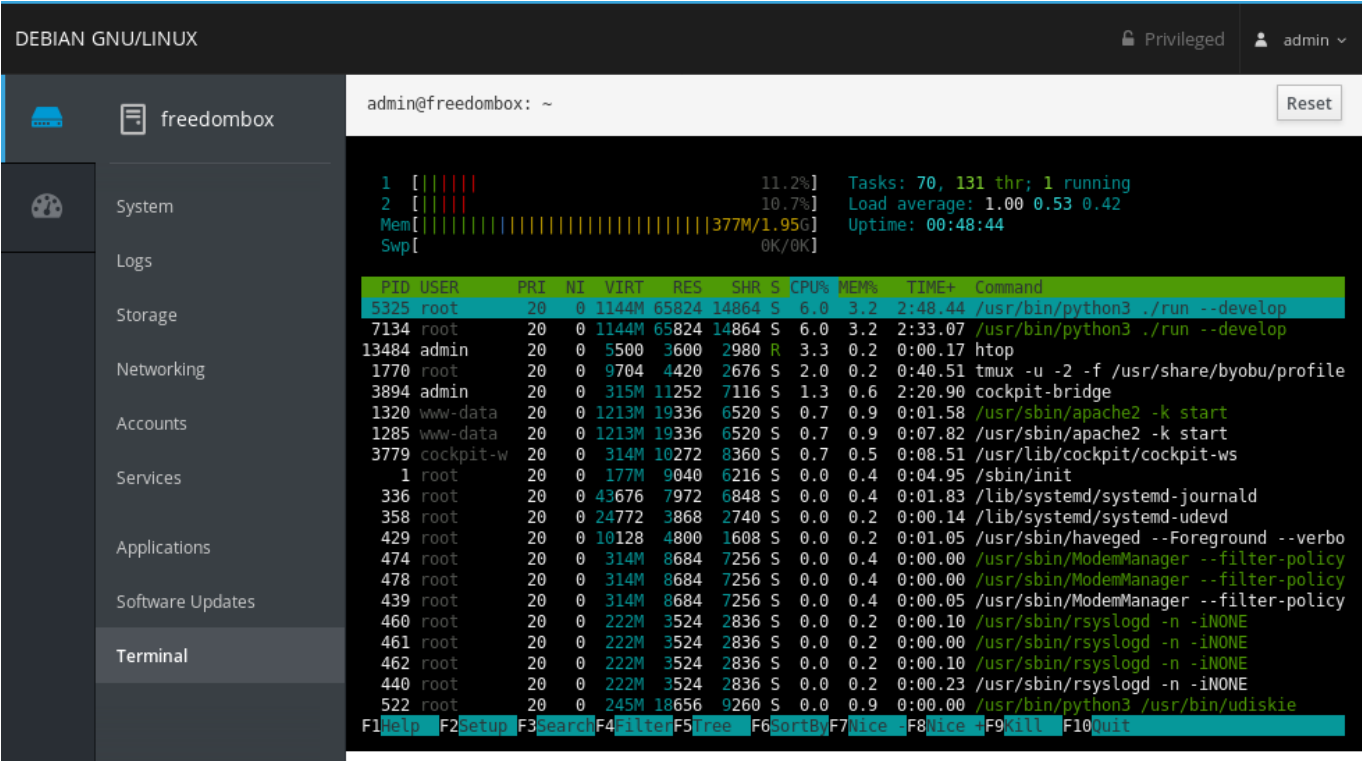 DEBIAN GNU/LINUX
Privileged
admin
freedombox
admin@freedombox: ~
Reset
System
Logs
Storage
Networking
Accounts
Services
Applications
Software Updates
Terminal
1 [||||||| 11.2%] Tasks: 70, 131 thr; 1 running
2 [|||||| 10.7%] Load average: 1.00 0.53 0.42
Mem[||||||||||||||||||||||||||||||377M/1.95G] Uptime: 00:48:44
Swp[ 0K/0K]
PID USER PRI NI VIRT RES SHR S CPU% MEM% TIME+ Command
5325 root 20 0 1144M 65824 14864 S 6.0 3.2 2:48.44 /usr/bin/python3 ./run --develop
7134 root 20 0 1144M 65824 14864 S 6.0 3.2 2:33.07 /usr/bin/python3 ./run --develop
13484 admin 20 0 5500 3600 2980 R 3.3 0.2 0:00.17 htop
1770 root 20 0 9704 4420 2676 S 2.0 0.2 0:40.51 tmux -u -2 -f /usr/share/byobu/profile
3894 admin 20 0 315M 11252 7116 S 1.3 0.6 2:20.90 cockpit-bridge
1320 www-data 20 0 1213M 19336 6520 S 0.7 0.9 0:01.58 /usr/sbin/apache2 -k start
1285 www-data 20 0 1213M 19336 6520 S 0.7 0.9 0:07.82 /usr/sbin/apache2 -k start
3779 cockpit-w 20 0 314M 10272 8360 S 0.7 0.5 0:08.51 /usr/lib/cockpit/cockpit-ws
1 root 20 0 177M 9040 6216 S 0.0 0.4 0:04.95 /sbin/init
336 root 20 0 43676 7972 6848 S 0.0 0.4 0:01.83 /lib/systemd/systemd-journald
358 root 20 0 24772 3868 2740 S 0.0 0.2 0:00.14 /lib/systemd/systemd-udevd
429 root 20 0 10128 4800 1608 S 0.0 0.2 0:01.05 /usr/sbin/haveged --Foreground --verbo
474 root 20 0 314M 8684 7256 S 0.0 0.4 0:00.00 /usr/sbin/ModemManager --filter-policy
478 root 20 0 314M 8684 7256 S 0.0 0.4 0:00.00 /usr/sbin/ModemManager --filter-policy
439 root 20 0 314M 8684 7256 S 0.0 0.4 0:00.05 /usr/sbin/ModemManager --filter-policy
460 root 20 0 222M 3524 2836 S 0.0 0.2 0:00.10 /usr/sbin/rsyslogd -n -iNONE
461 root 20 0 222M 3524 2836 S 0.0 0.2 0:00.00 /usr/sbin/rsyslogd -n -iNONE
462 root 20 0 222M 3524 2836 S 0.0 0.2 0:00.10 /usr/sbin/rsyslogd -n -iNONE
440 root 20 0 222M 3524 2836 S 0.0 0.2 0:00.23 /usr/sbin/rsyslogd -n -iNONE
522 root 20 0 245M 18656 9260 S 0.0 0.9 0:00.00 /usr/bin/python3 /usr/bin/udiskie
F1Help F2Setup F3SearchF4FilterF5Tree F6SortByF7Nice -F8Nice +F9Kill F10Quit